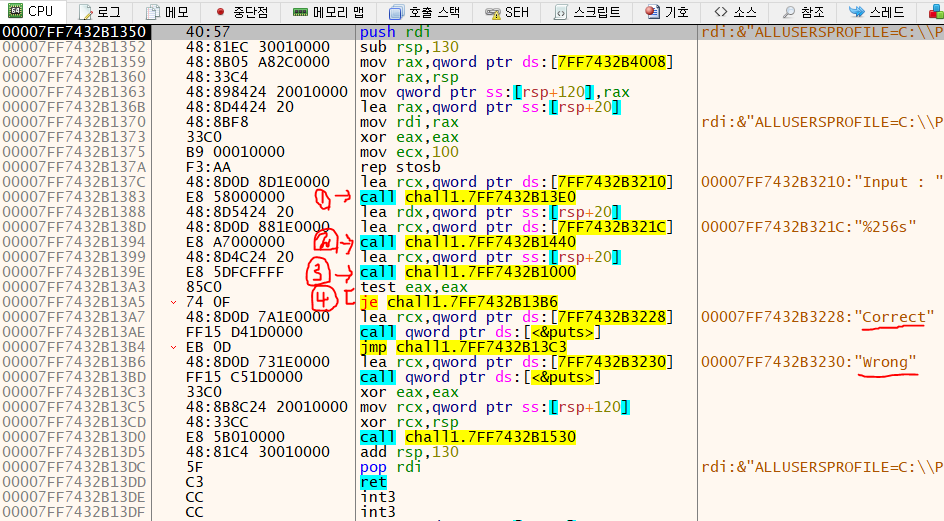 CPU 로그 메모 중단점 메모리 맵 호출 스택 SEH 스크립트 기호 소스 참조 스레드
00007FF7432B1350 40:57 push rdi rdi:&"ALLUSERSPROFILE=C:\\P
00007FF7432B1352 48:81EC 30010000 sub rsp,130
00007FF7432B1359 48:8B05 A82C0000 mov rax,qword ptr ds:[7FF7432B4008]
00007FF7432B1360 48:33C4 xor rax,rsp
00007FF7432B1363 48:898424 20010000 mov qword ptr ss:[rsp+120],rax
00007FF7432B136B 48:8D4424 20 lea rax,qword ptr ss:[rsp+20]
00007FF7432B1370 48:8BF8 mov rdi,rax rdi:&"ALLUSERSPROFILE=C:\\P
00007FF7432B1373 33C0 xor eax,eax
00007FF7432B1375 B9 00010000 mov ecx,100
00007FF7432B137A F3:AA rep stosb
00007FF7432B137C 48:8D0D 8D1E0000 lea rcx,qword ptr ds:[7FF7432B3210] 00007FF7432B3210:"Input : "
00007FF7432B1383 E8 58000000 1 call chall1.7FF7432B13E0
00007FF7432B1388 48:8D5424 20 lea rdx,qword ptr ss:[rsp+20]
00007FF7432B138D 48:8D0D 881E0000 lea rcx,qword ptr ds:[7FF7432B321C] 00007FF7432B321C:"%256s"
00007FF7432B1394 E8 A7000000 2 call chall1.7FF7432B1440
00007FF7432B1399 48:8D4C24 20 lea rcx,qword ptr ss:[rsp+20]
00007FF7432B139E E8 5DFCFFFF 3 call chall1.7FF7432B1000
00007FF7432B13A3 85C0 4 test eax,eax
00007FF7432B13A5 74 0F je chall1.7FF7432B13B6
00007FF7432B13A7 48:8D0D 7A1E0000 lea rcx,qword ptr ds:[7FF7432B3228] 00007FF7432B3228:"Correct"
00007FF7432B13AE FF15 D41D0000 call qword ptr ds:[<&puts>]
00007FF7432B13B4 EB 0D jmp chall1.7FF7432B13C3
00007FF7432B13B6 48:8D0D 731E0000 lea rcx,qword ptr ds:[7FF7432B3230] 00007FF7432B3230:"Wrong"
00007FF7432B13BD FF15 C51D0000 call qword ptr ds:[<&puts>]
00007FF7432B13C3 33C0 xor eax,eax
00007FF7432B13C5 48:8B8C24 20010000 mov rcx,qword ptr ss:[rsp+120]
00007FF7432B13CD 48:33CC xor rcx,rsp
00007FF7432B13D0 E8 5B010000 call chall1.7FF7432B1530
00007FF7432B13D5 48:81C4 30010000 add rsp,130
00007FF7432B13DC 5F pop rdi rdi:&"ALLUSERSPROFILE=C:\\P
00007FF7432B13DD C3 ret
00007FF7432B13DE CC int3
00007FF7432B13DF CC int3